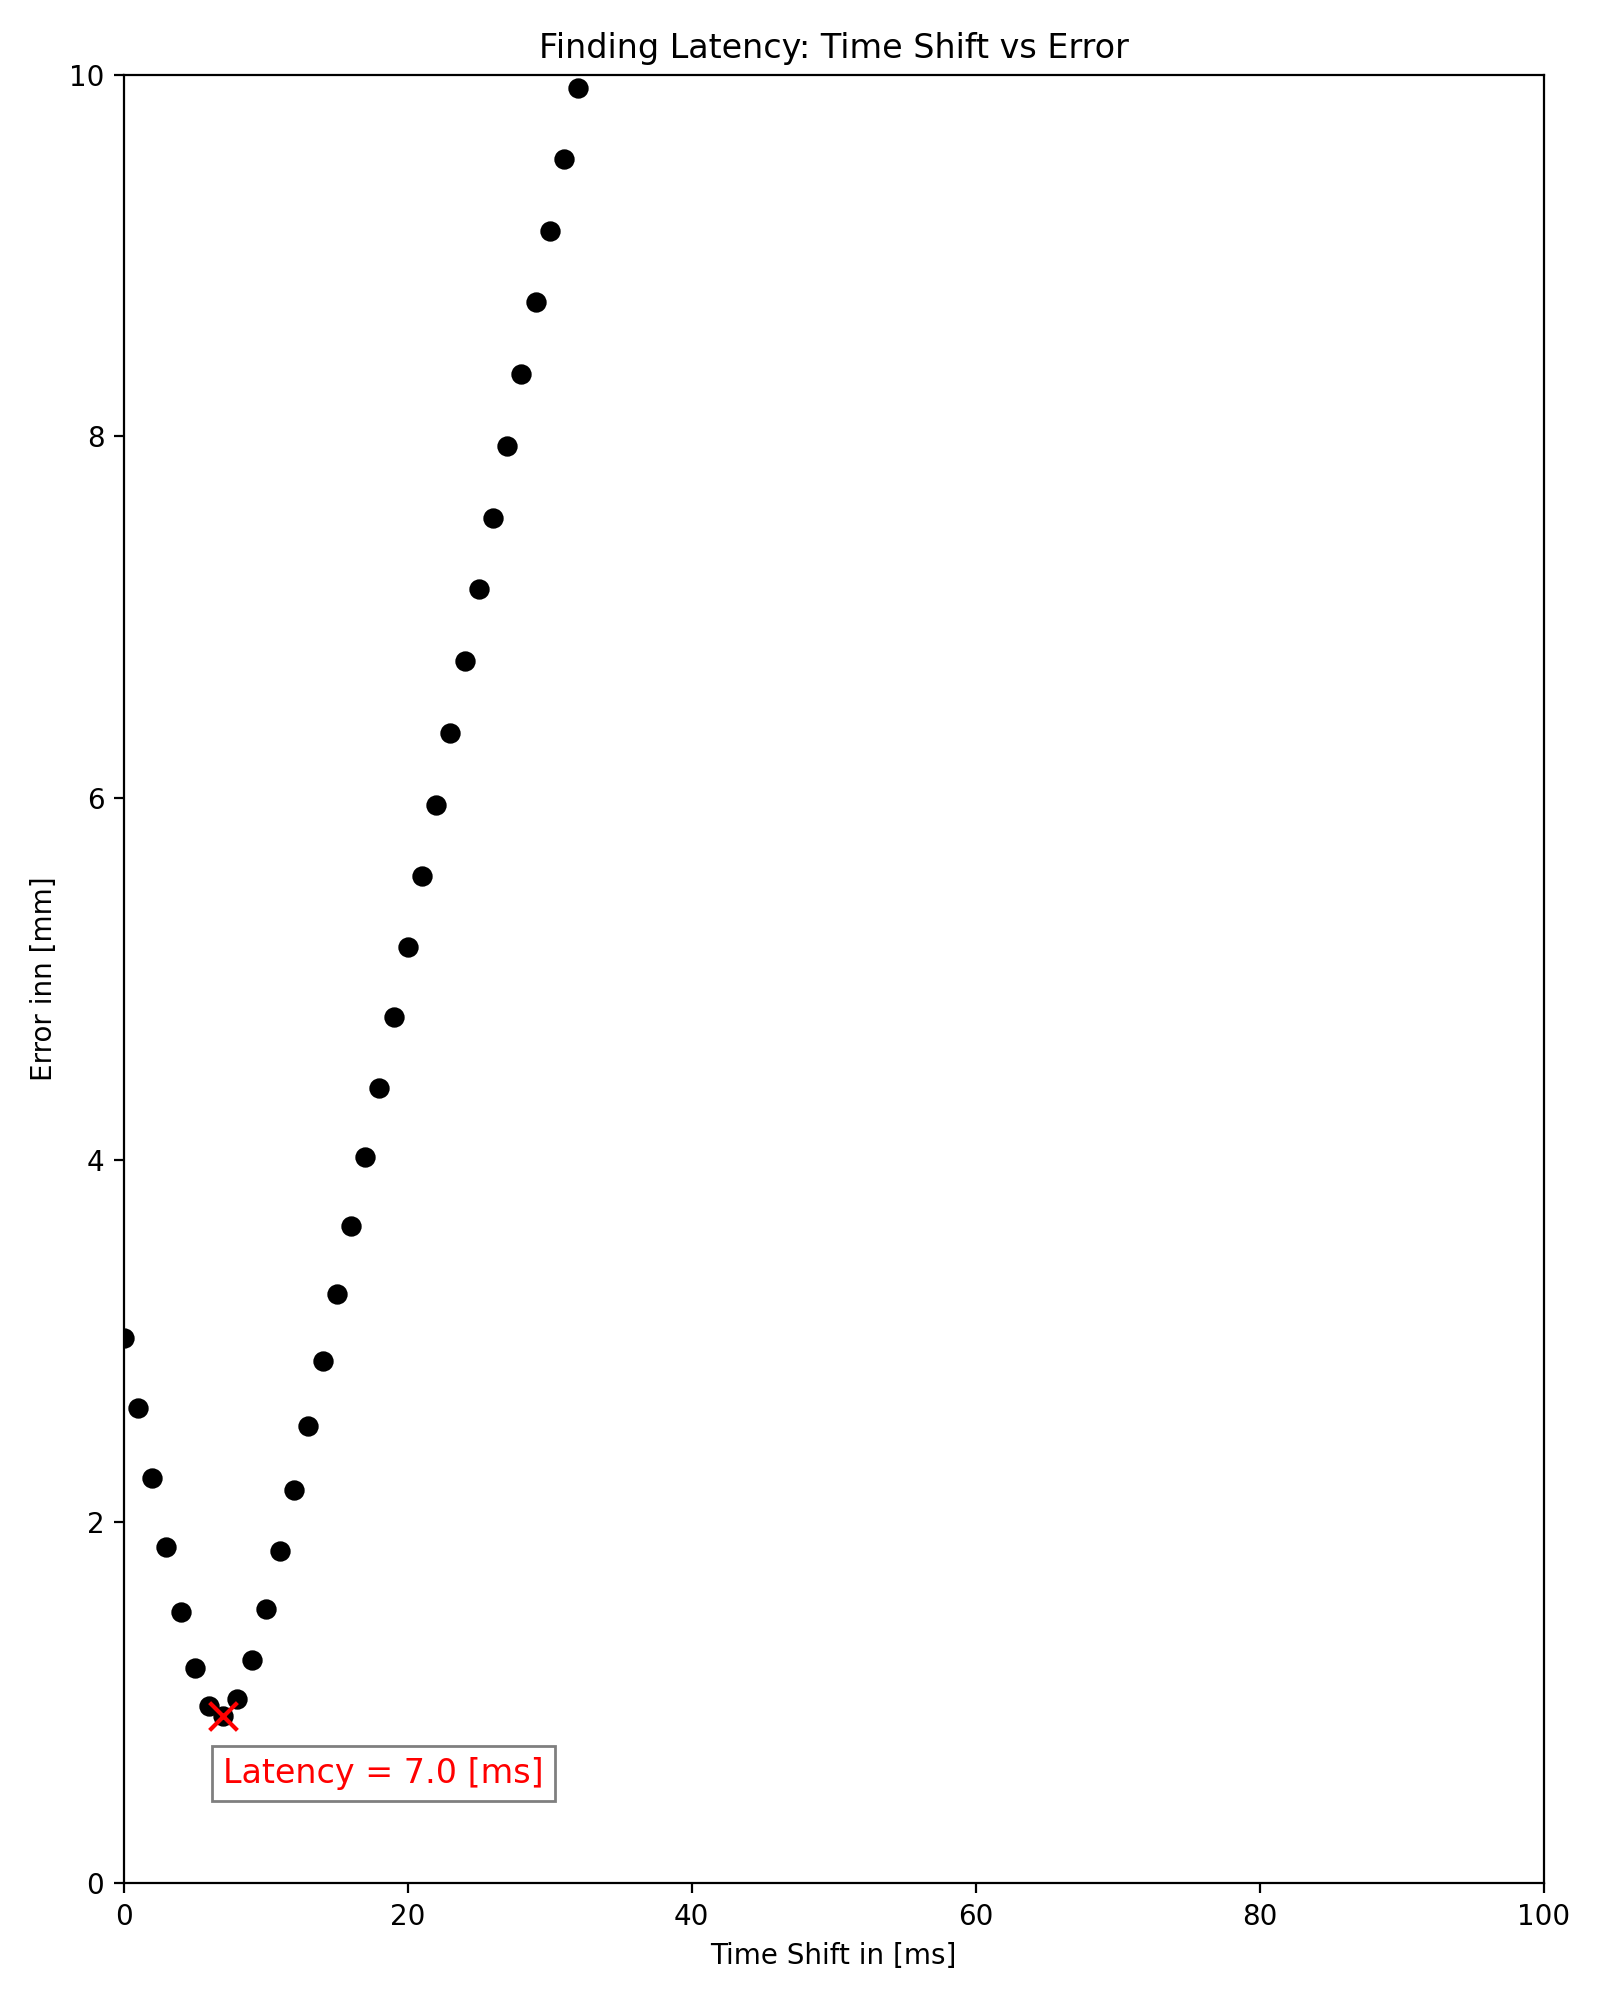 Finding Latency: Time Shift vs Error
10
8
6
4
2
0
Error inn [mm]
Latency = 7.0 [ms]
0 20 40 60 80 100
Time Shift in [ms]